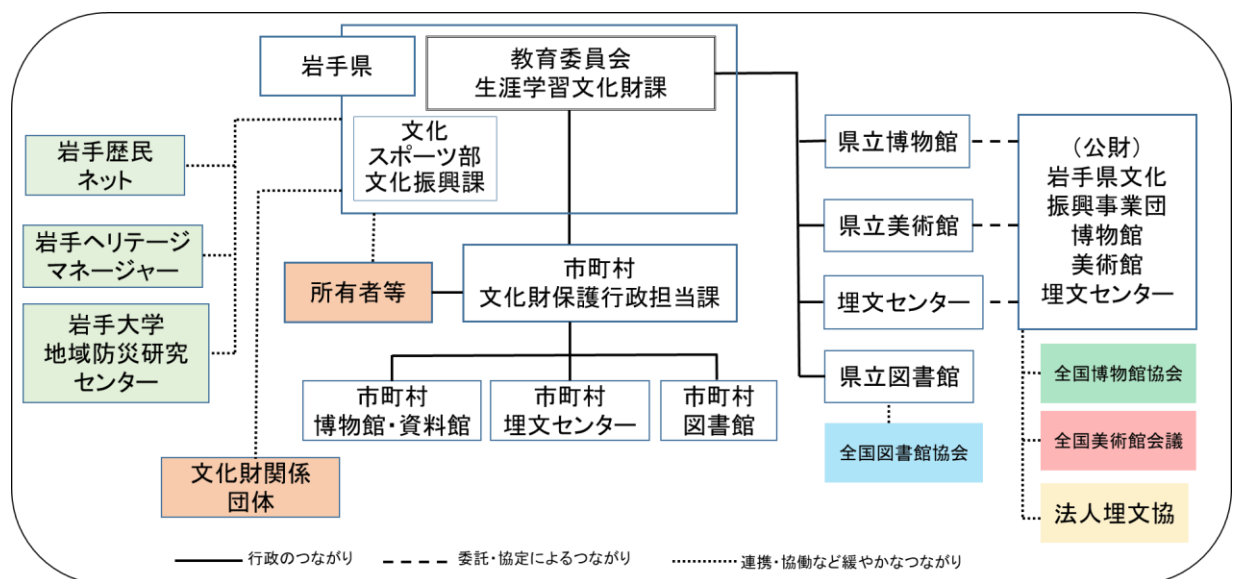 岩手県
教育委員会
生涯学習文化財課
文化
スポーツ部
文化振興課
岩手歴民
ネット
岩手ヘリテージ
マネージャー
岩手大学
地域防災研究
センター
所有者等
市町村
文化財保護行政担当課
市町村
博物館・資料館
市町村
埋文センター
市町村
図書館
文化財関係
団体
県立博物館
県立美術館
埋文センター
県立図書館
全国図書館協会
（公財）
岩手県文化
振興事業団
博物館
美術館
埋文センター
全国博物館協会
全国美術館会議
法人埋文協
行政のつながり
委託・協定によるつながり
連携・協働など緩やかなつながり